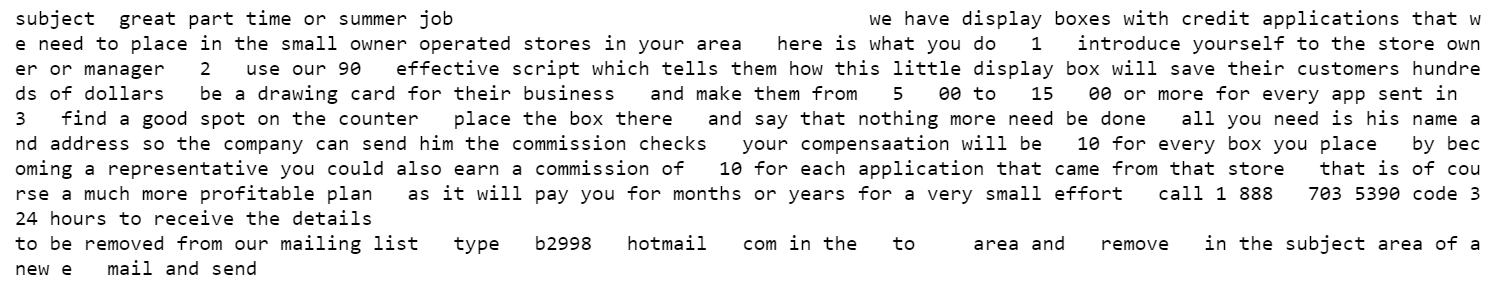 subject  great part time or summer job                                    we have display boxes with credit applications that w
e need to place in the small owner operated stores in your area   here is what you do   1   introduce yourself to the store own
er or manager   2   use our 90   effective script which tells them how this little display box will save their customers hundre
ds of dollars   be a drawing card for their business   and make them from   5   00 to   15   00 or more for every app sent in
3   find a good spot on the counter   place the box there   and say that nothing more need be done   all you need is his name a
nd address so the company can send him the commission checks   your compensaation will be   10 for every box you place   by bec
oming a representative you could also earn a commission of   10 for each application that came from that store   that is of cou
rse a much more profitable plan   as it will pay you for months or years for a very small effort   call 1 888   703 5390 code 3
24 hours to receive the details
to be removed from our mailing list   type   b2998   hotmail   com in the   to     area and   remove   in the subject area of a
new e   mail and send